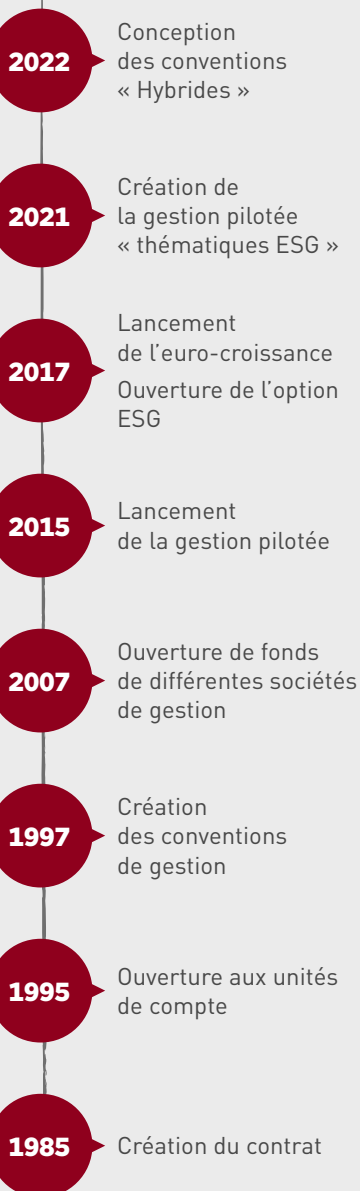 2022
Conception
des conventions
« Hybrides »
2021
Création de
la gestion pilotée
« thématiques ESG »
2017
Lancement
de l'euro-croissance
Ouverture de l'option
ESG
2015
Lancement
de la gestion pilotée
2007
Ouverture de fonds
de différentes sociétés
de gestion
1997
Création
des conventions
de gestion
1995
Ouverture aux unités
de compte
1985
Création du contrat